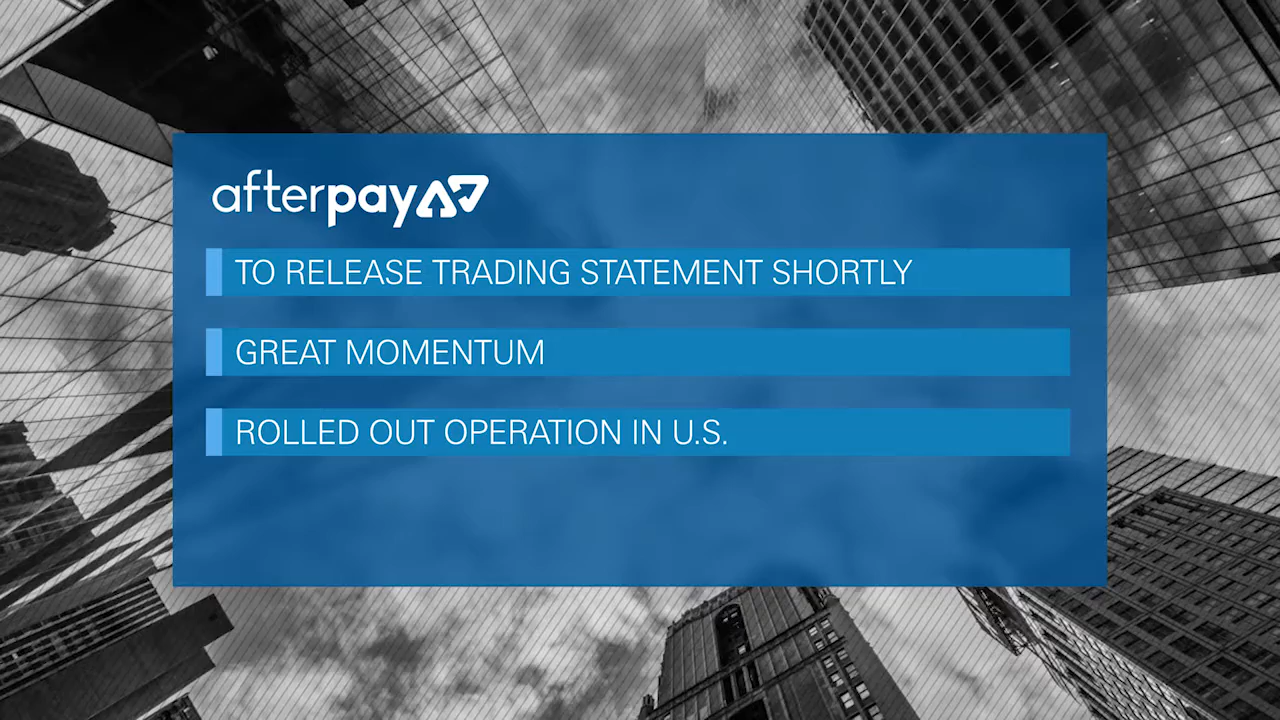 afterpay
TO RELEASE TRADING STATEMENT SHORTLY
GREAT MOMENTUM
ROLLED OUT OPERATION IN U.S.